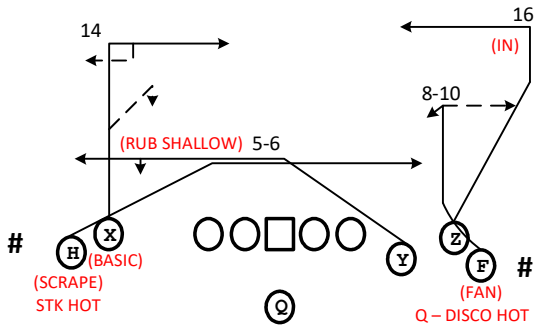 16
14
(IN)
8-10
(RUB SHALLOW) 5-6
X
H
(BASIC)
Y
Z
F
#
#
(SCRAPE)
STK HOT
(FAN)
Q – DISCO HOT
Q